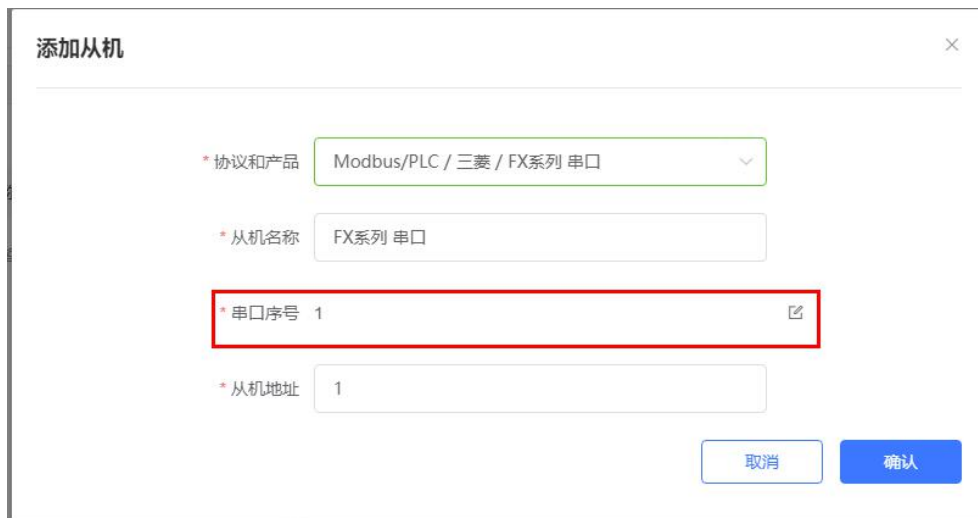 添加从机
* 协议和产品 Modbus/PLC / 三菱 / FX系列 串口
* 从机名称 FX系列 串口
* 串口序号 1
* 从机地址 1
取消 确认